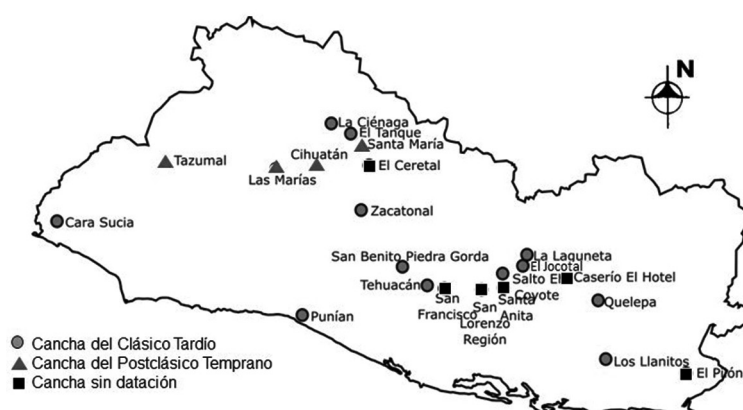 N
La Ciénaga
El Tanque
Santa María
Tazumal
Cihuatán
Las Marías
El Ceretal
Zacatonal
Cara Sucia
San Benito Piedra Gorda
La Laguneta
El Jocotal
Tehuacán
Salto El
Coyote
Caserío El Hotel
San
Francisco
San
Lorenzo
Región
Santa
Anita
Quelepa
Punían
Los Llanitos
El Pirón
Cancha del Clásico Tardío
Cancha del Postclásico Temprano
Cancha sin datación